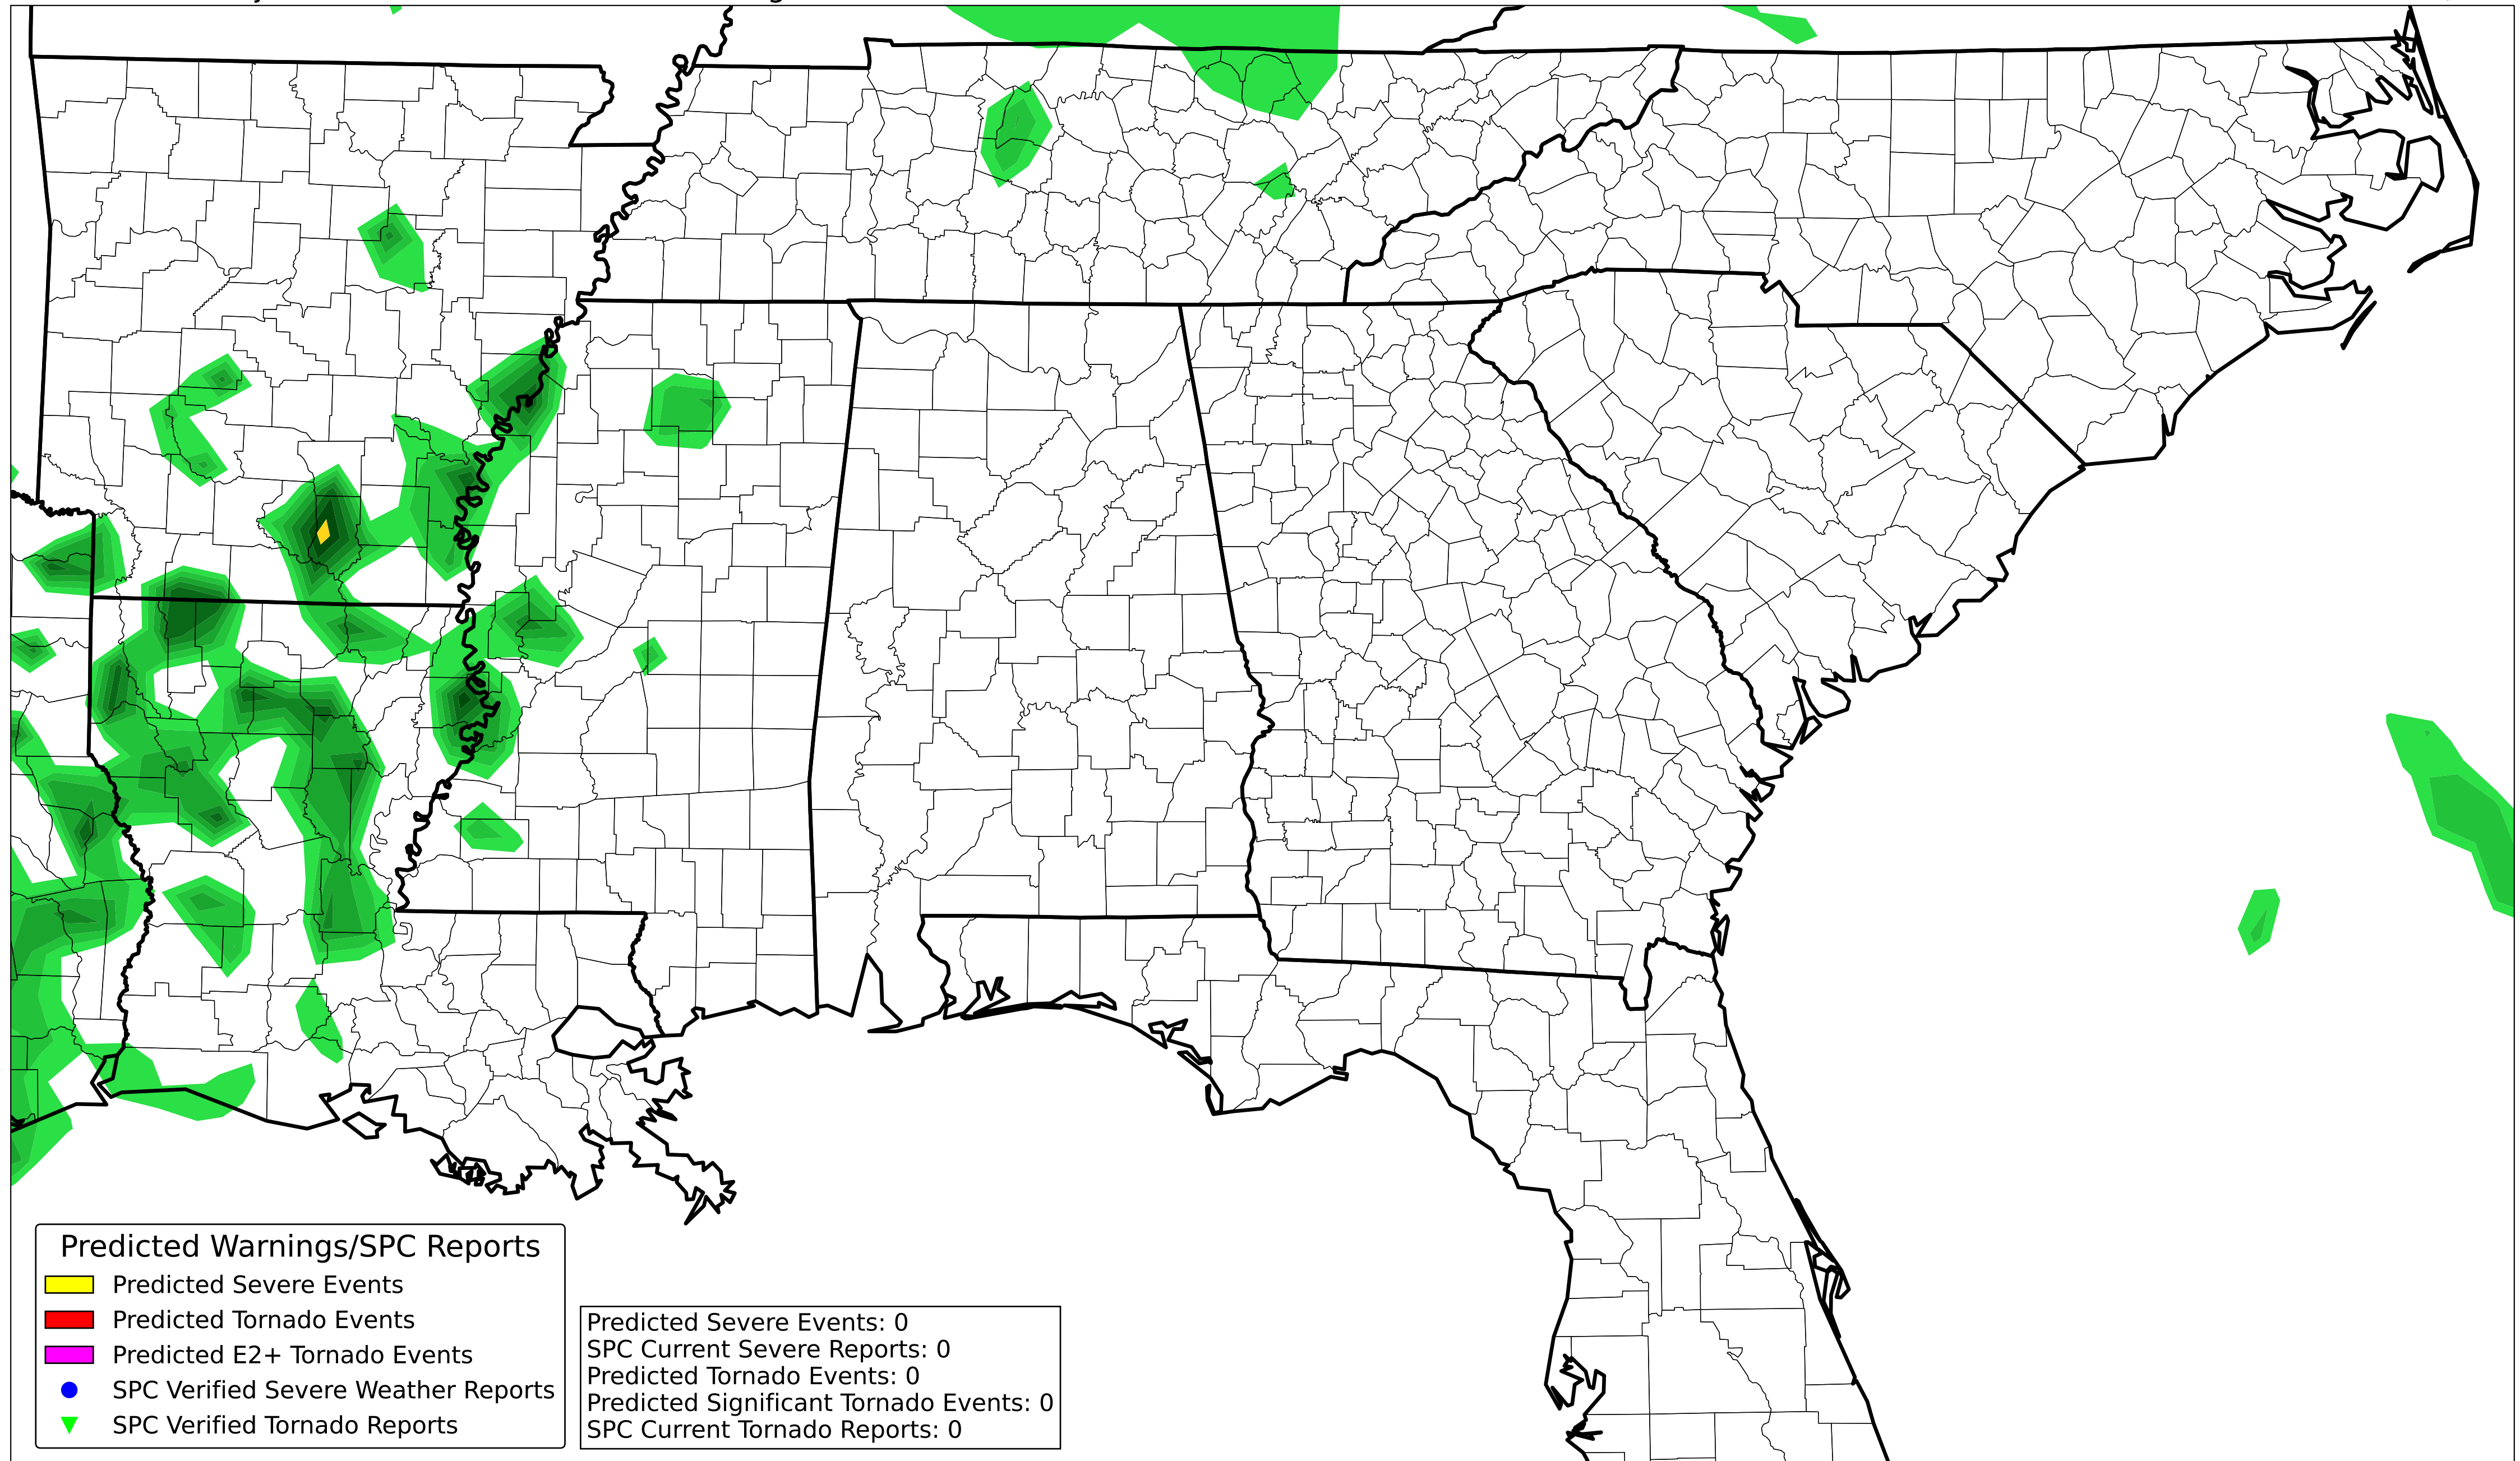 Predicted Warnings/SPC Reports
Predicted Severe Events
Predicted Tornado Events
Predicted E2+ Tornado Events
SPC Verified Severe Weather Reports
SPC Verified Tornado Reports
Predicted Severe Events: 0
SPC Current Severe Reports: 0
Predicted Tornado Events: 0
Predicted Significant Tornado Events: 0
SPC Current Tornado Reports: 0